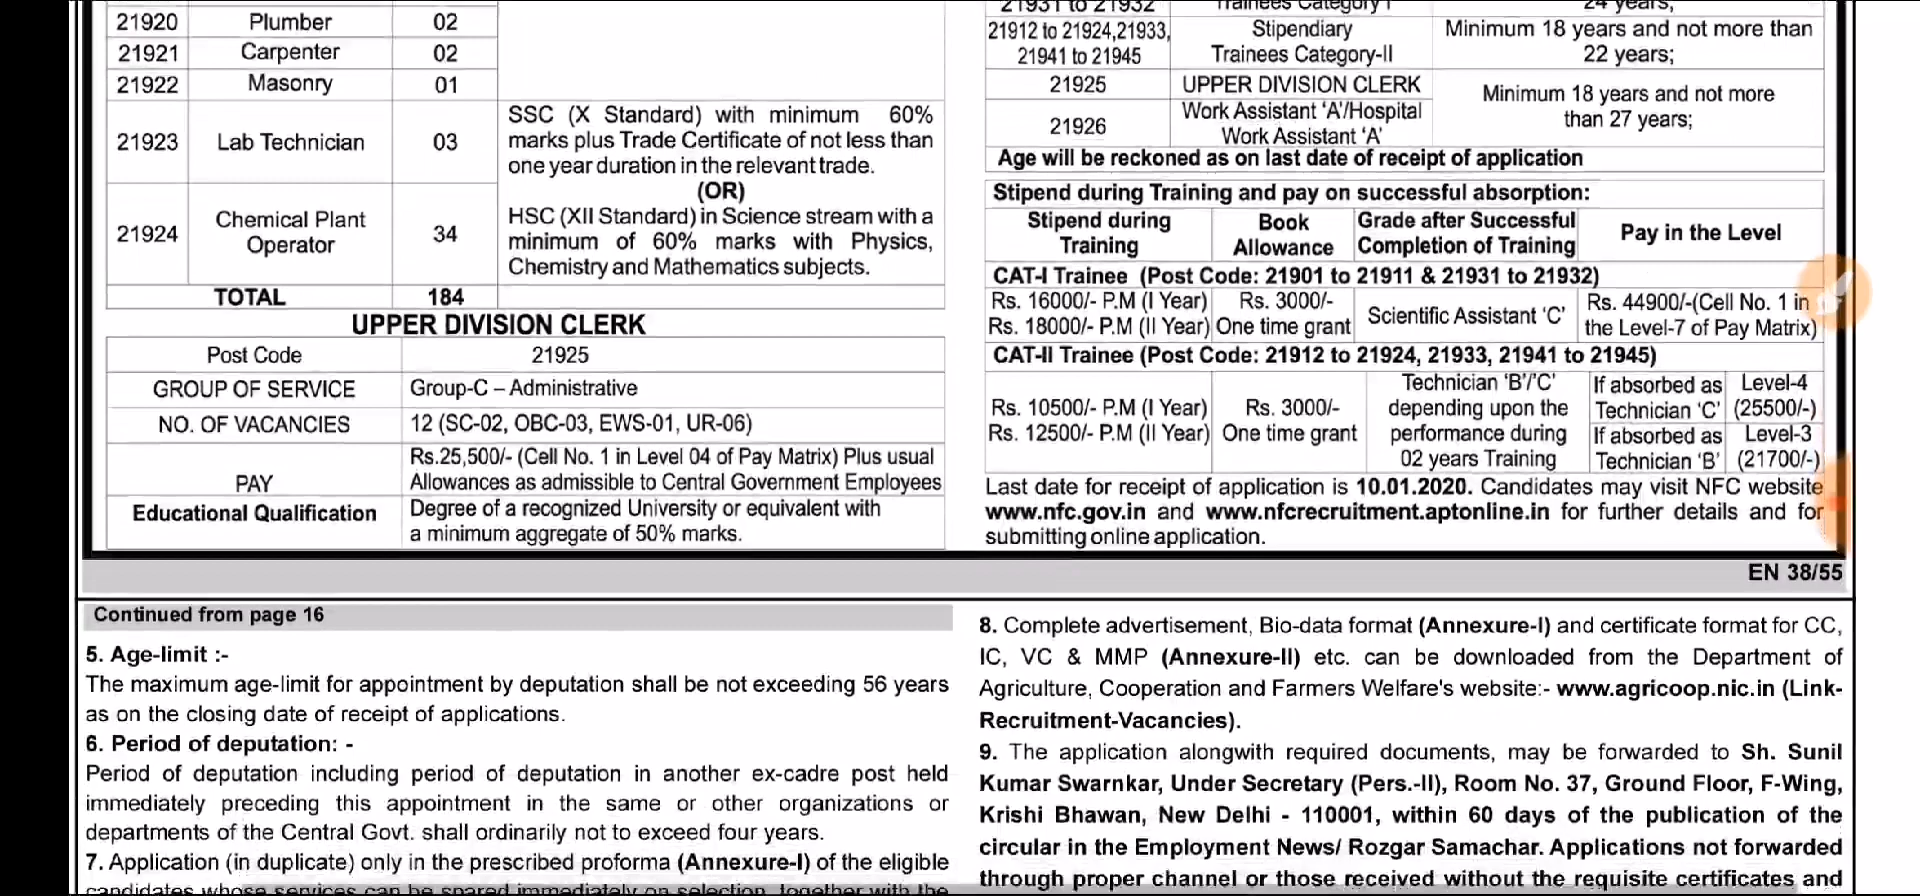 21920 Plumber 02
21921 Carpenter 02
21922 Masonry 01
21923 Lab Technician 03
SSC (X Standard) with minimum 60%
marks plus Trade Certificate of not less than
one year duration in the relevant trade.
(OR)
21924 Chemical Plant
Operator 34
HSC (XII Standard) in Science stream with a
minimum of 60% marks with Physics,
Chemistry and Mathematics subjects.
TOTAL 184
UPPER DIVISION CLERK
Post Code 21925
GROUP OF SERVICE Group-C – Administrative
NO. OF VACANCIES 12 (SC-02, OBC-03, EWS-01, UR-06)
PAY Rs.25,500/- (Cell No. 1 in Level 04 of Pay Matrix) Plus usual
Allowances as admissible to Central Government Employees
Educational Qualification Degree of a recognized University or equivalent with
a minimum aggregate of 50% marks.
21931 to 21932 Trainees Category I 24 years;
21912 to 21924,21933, Stipendiary Minimum 18 years and not more than
21941 to 21945 Trainees Category-II 22 years;
21925 UPPER DIVISION CLERK
Minimum 18 years and not more
than 27 years;
21926 Work Assistant ‘A’/Hospital
Work Assistant ‘A’
Age will be reckoned as on last date of receipt of application
Stipend during Training and pay on successful absorption:
Stipend during Book Grade after Successful Pay in the Level
Training Allowance Completion of Training
CAT-I Trainee (Post Code: 21901 to 21911 & 21931 to 21932)
Rs. 16000/- P.M (I Year) Rs. 3000/- Scientific Assistant ‘C’ Rs. 44900/-(Cell No. 1 in
Rs. 18000/- P.M (II Year) One time grant the Level-7 of Pay Matrix)
CAT-II Trainee (Post Code: 21912 to 21924, 21933, 21941 to 21945)
Technician ‘B’/’C’ If absorbed as Level-4
Rs. 10500/- P.M (I Year) Rs. 3000/- depending upon the Technician ‘C’ (25500/-)
Rs. 12500/- P.M (II Year) One time grant performance during If absorbed as Level-3
02 years Training Technician ‘B’ (21700/-)
Last date for receipt of application is 10.01.2020. Candidates may visit NFC website
www.nfc.gov.in and www.nfcrecruitment.aptonline.in for further details and for
submitting online application.
EN 38/55
Continued from page 16
5. Age-limit :-
The maximum age-limit for appointment by deputation shall be not exceeding 56 years
as on the closing date of receipt of applications.
6. Period of deputation: -
Period of deputation including period of deputation in another ex-cadre post held
immediately preceding this appointment in the same or other organizations or
departments of the Central Govt. shall ordinarily not to exceed four years.
7. Application (in duplicate) only in the prescribed proforma (Annexure-I) of the eligible
candidates whose services can be spared immediately on selection, together with the
8. Complete advertisement, Bio-data format (Annexure-I) and certificate format for CC,
IC, VC & MMP (Annexure-II) etc. can be downloaded from the Department of
Agriculture, Cooperation and Farmers Welfare's website:- www.agricoop.nic.in (Link-
Recruitment-Vacancies).
9. The application alongwith required documents, may be forwarded to Sh. Sunil
Kumar Swarnkar, Under Secretary (Pers.-II), Room No. 37, Ground Floor, F-Wing,
Krishi Bhawan, New Delhi - 110001, within 60 days of the publication of the
circular in the Employment News/ Rozgar Samachar. Applications not forwarded
through proper channel or those received without the requisite certificates and